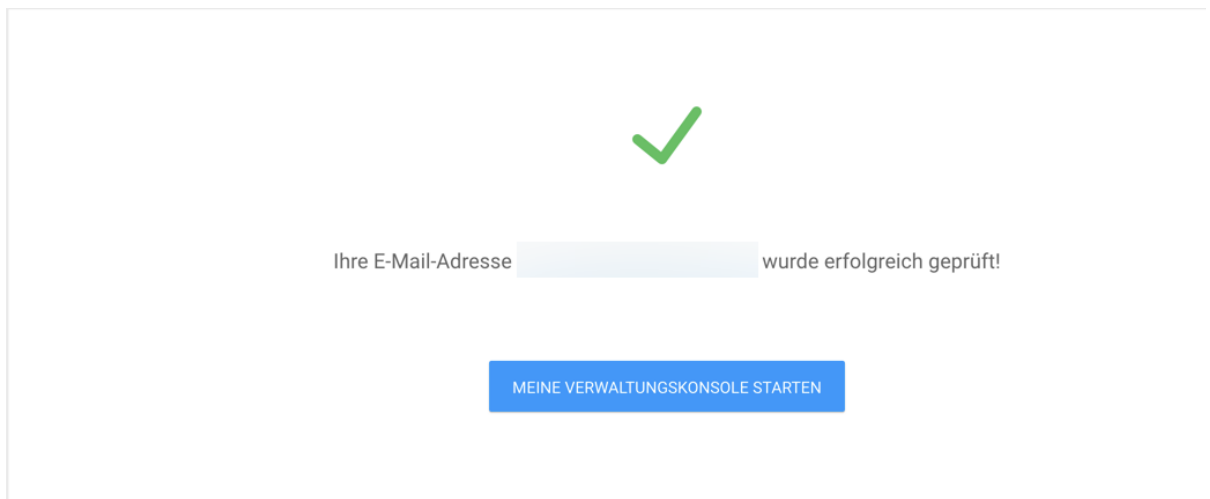 Ihre E-Mail-Adresse wurde erfolgreich geprüft!
MEINE VERWALTUNGSKONSOLE STARTEN